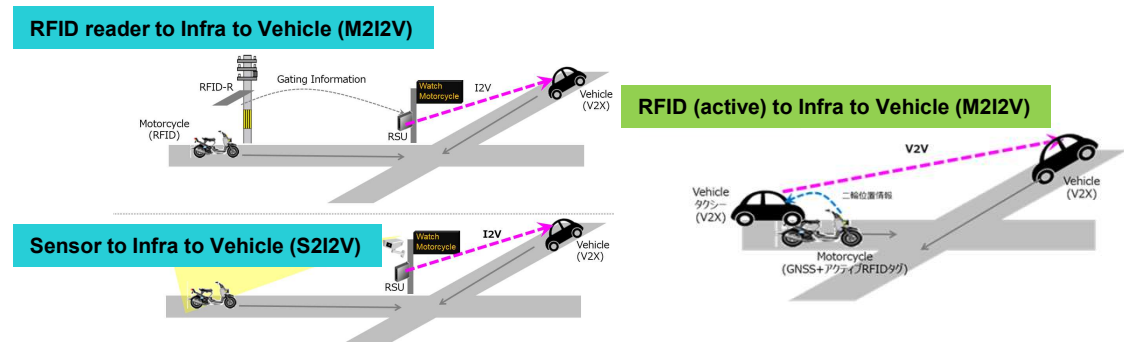 RFID reader to Infra to Vehicle (M2I2V)
RFID-R
Gating Information
Watch
Motorcycle
I2V
Vehicle
(V2X)
Motorcycle
(RFID)
RSU
Sensor to Infra to Vehicle (S2I2V)
Watch
Motorcycle
I2V
Vehicle
(V2X)
RSU
RFID (active) to Infra to Vehicle (M2I2V)
V2V
Vehicle
タクシー
(V2X)
二輪位置情報
Vehicle
(V2X)
Motorcycle
(GNSS+アクティブRFIDタグ)